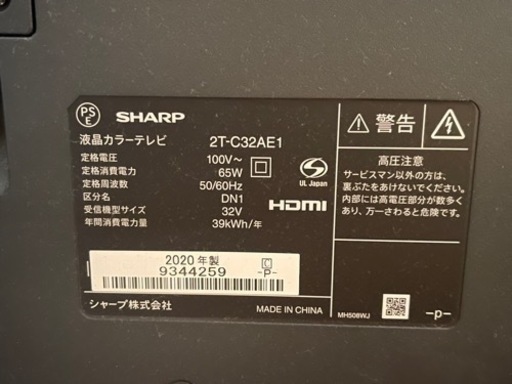 PSE SHARP
液晶カラーテレビ 2T-C32AE1
定格電圧 100V～
定格消費電力 65W
定格周波数 50/60Hz
区分名 DN1
受信機型サイズ 32V
年間消費電力量 39kWh/年
UL Japan
HDMI
2020年製 C
9344259 -P-
シャープ株式会社 MADE IN CHINA
警告
高圧注意
サービスマン以外の方は、
裏ぶたをあけないでください。
内部には高電圧部分が数多く
あり、万一さわると危険です。
MH508WJ -p-